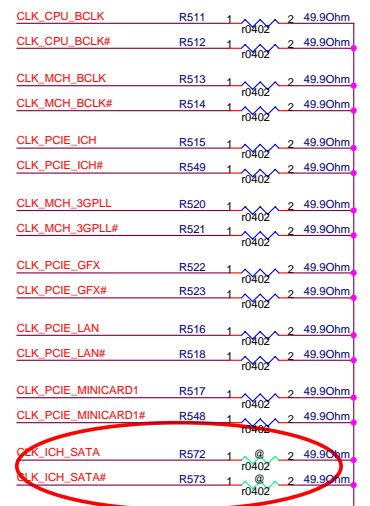 CLK_CPU_BCLK R511 1 2 49.9Ohm
r0402
CLK_CPU_BCLK# R512 1 2 49.9Ohm
r0402
CLK_MCH_BCLK R513 1 2 49.9Ohm
r0402
CLK_MCH_BCLK# R514 1 2 49.9Ohm
r0402
CLK_PCIE_ICH R515 1 2 49.9Ohm
r0402
CLK_PCIE_ICH# R549 1 2 49.9Ohm
r0402
CLK_MCH_3GPLL R520 1 2 49.9Ohm
r0402
CLK_MCH_3GPLL# R521 1 2 49.9Ohm
r0402
CLK_PCIE_GFX R522 1 2 49.9Ohm
r0402
CLK_PCIE_GFX# R523 1 2 49.9Ohm
r0402
CLK_PCIE_LAN R516 1 2 49.9Ohm
r0402
CLK_PCIE_LAN# R518 1 2 49.9Ohm
r0402
CLK_PCIE_MINICARD1 R517 1 2 49.9Ohm
r0402
CLK_PCIE_MINICARD1# R548 1 2 49.9Ohm
r0402
CLK_ICH_SATA R572 1 @ 2 49.9Ohm
r0402
CLK_ICH_SATA# R573 1 @ 2 49.9Ohm
r0402